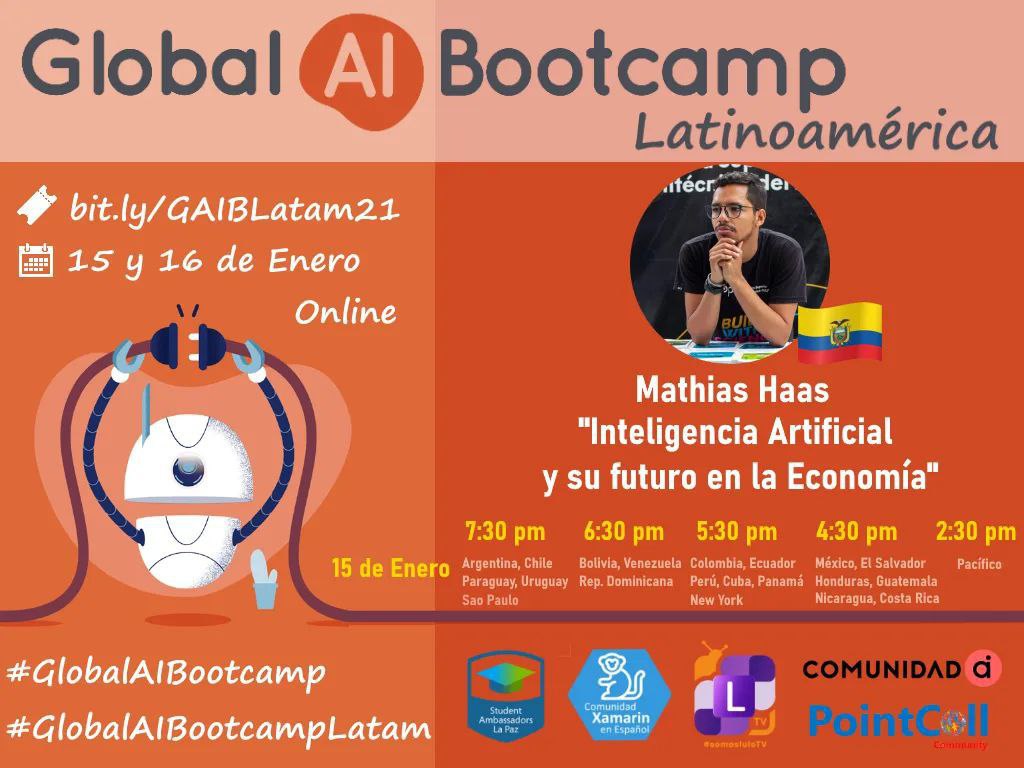 Global AI Bootcamp
Latinoamérica
bit.ly/GAIBLatam21
15 y 16 de Enero
Online
Mathias Haas
"Inteligencia Artificial
y su futuro en la Economía"
15 de Enero
7:30 pm
Argentina, Chile
Paraguay, Uruguay
Sao Paulo
6:30 pm
Bolivia, Venezuela
Rep. Dominicana
5:30 pm
Colombia, Ecuador
Perú, Cuba, Panamá
New York
4:30 pm
México, El Salvador
Honduras, Guatemala
Nicaragua, Costa Rica
2:30 pm
Pacífico
#GlobalAIBootcamp
#GlobalAIBootcampLatam
Student
Ambassadors
La Paz
Comunidad
Xamarin
en Español
L
TV
#somosluloTV
COMUNIDAD ai
PointColl
Community